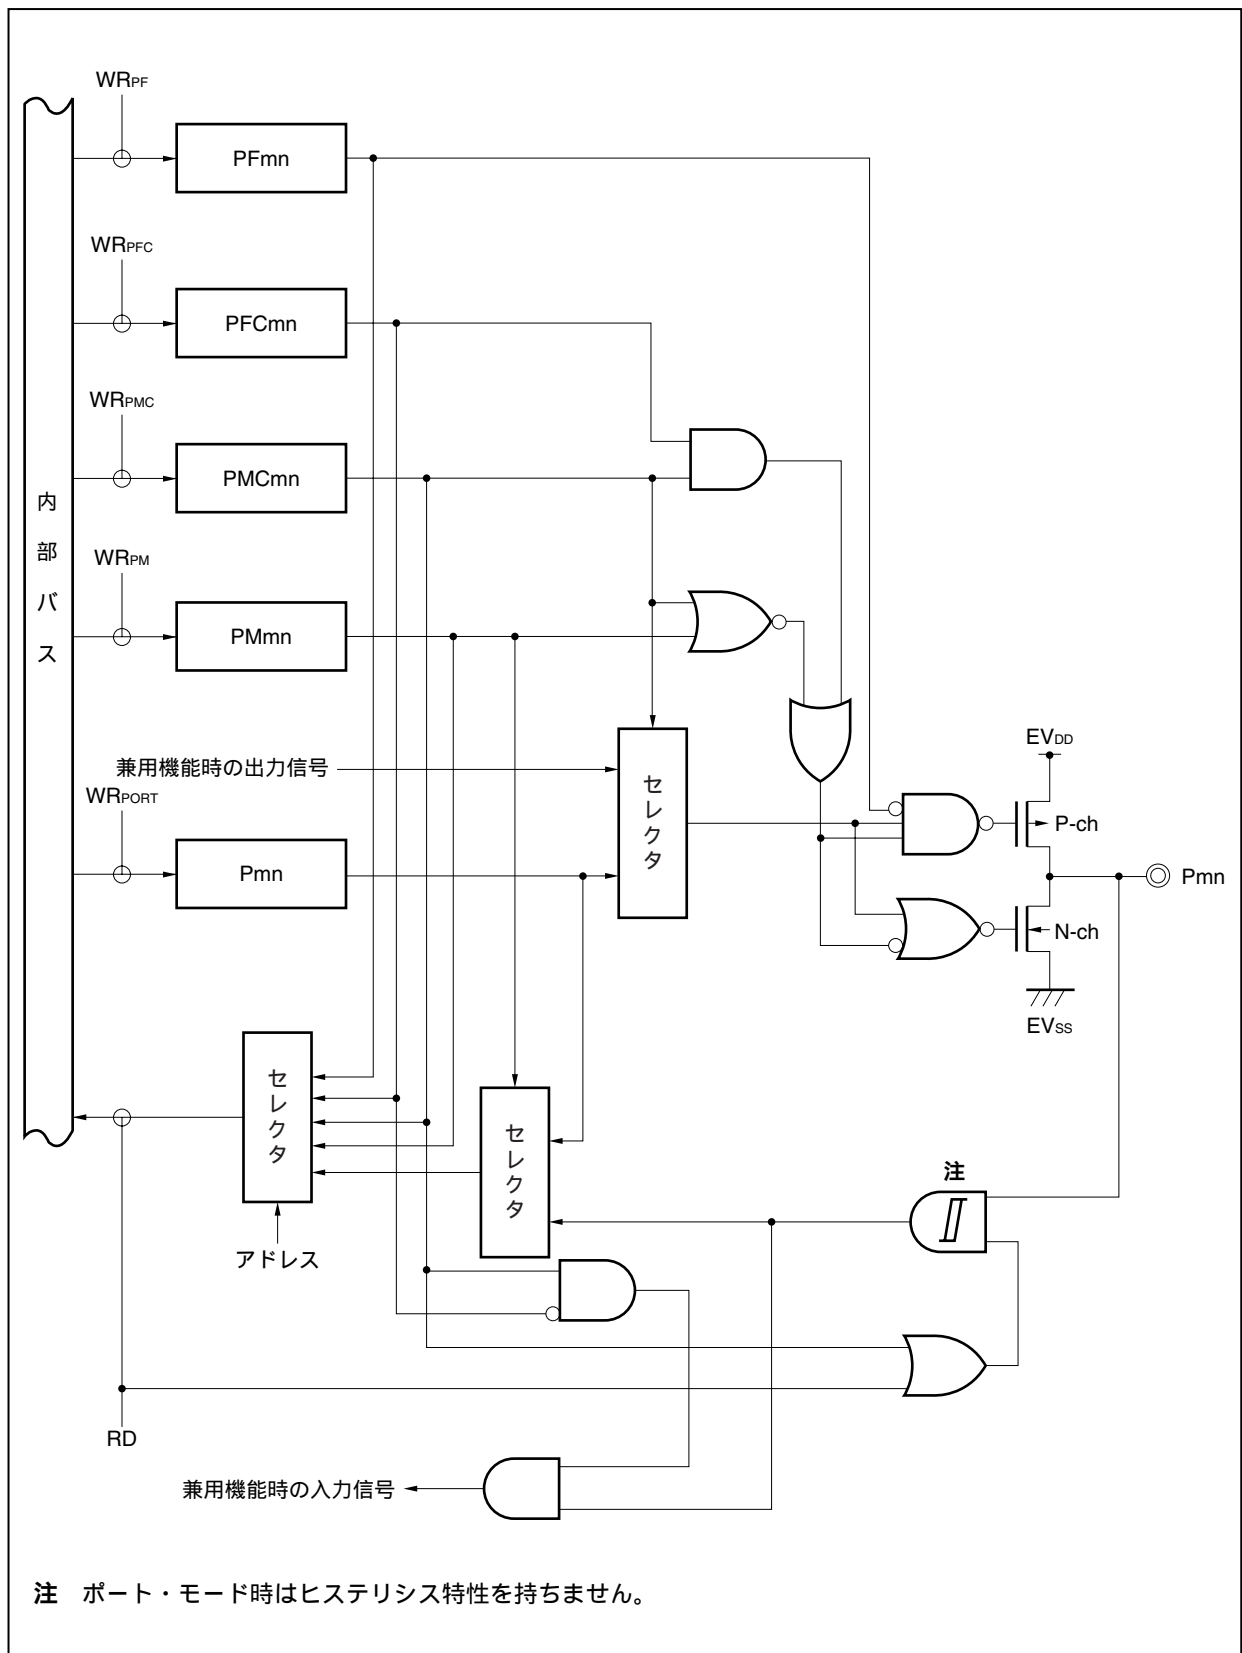 WRPF
PFmn
WRPFC
PFCmn
WRPMC
PMCmn
内部バス
WRPM
PMmn
兼用機能時の出力信号
WRPORT
Pmn
セレクタ
EVDD
P-ch
Pmn
N-ch
EVSS
セレクタ
セレクタ
注
アドレス
RD
兼用機能時の入力信号
注 ポート・モード時はヒステリシス特性を持ちません。